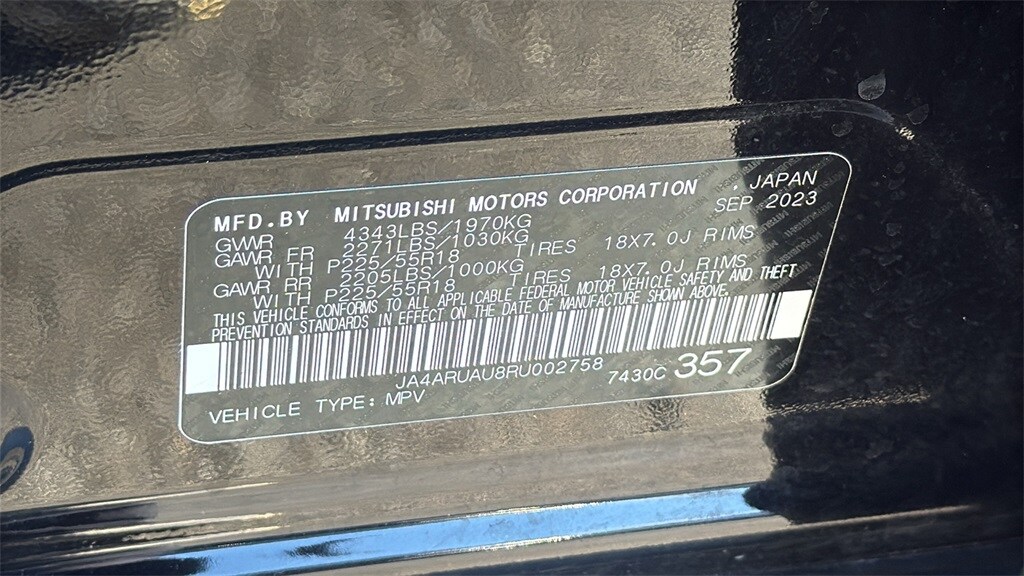 MFD.BY MITSUBISHI MOTORS CORPORATION , JAPAN
GVWR 4343LBS/1970KG SEP 2023
GAWR FR 2271LBS/1030KG
WITH P225/55R18 TIRES 18X7.0J RIMS
GAWR RR 2205LBS/1000KG
WITH P225/55R18 TIRES 18X7.0J RIMS
THIS VEHICLE CONFORMS TO ALL APPLICABLE FEDERAL MOTOR VEHICLE SAFETY AND THEFT
PREVENTION STANDARDS IN EFFECT ON THE DATE OF MANUFACTURE SHOWN ABOVE.
JA4ARUAU8RU002758
VEHICLE TYPE: MPV 7430C 357